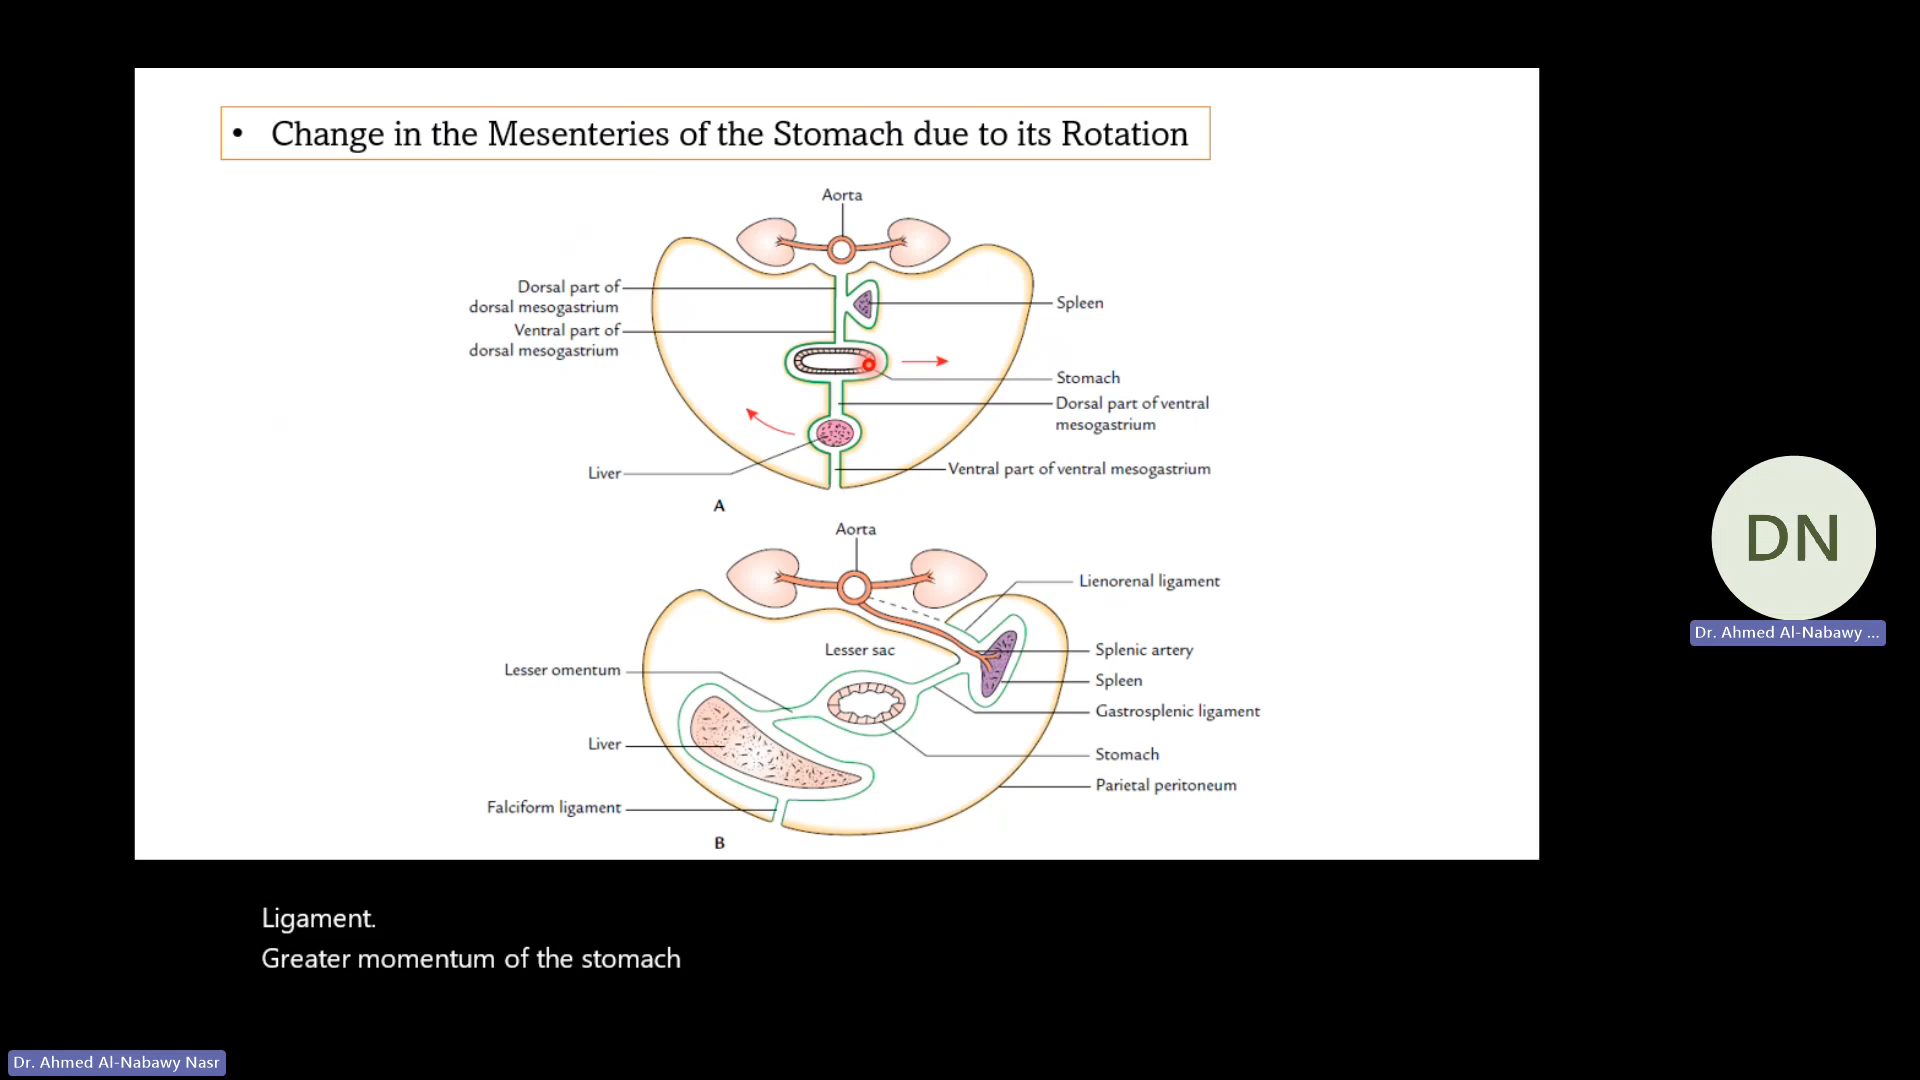 • Change in the Mesenteries of the Stomach due to its Rotation
Aorta
Dorsal part of
dorsal mesogastrium
Ventral part of
dorsal mesogastrium
Spleen
Stomach
Dorsal part of ventral
mesogastrium
Liver
Ventral part of ventral mesogastrium
A
Aorta
Lienorenal ligament
Lesser sac
Splenic artery
Lesser omentum
Spleen
Gastrosplenic ligament
Liver
Stomach
Parietal peritoneum
Falciform ligament
B
DN
Dr. Ahmed Al-Nabawy ...
Ligament.
Greater momentum of the stomach
Dr. Ahmed Al-Nabawy Nasr